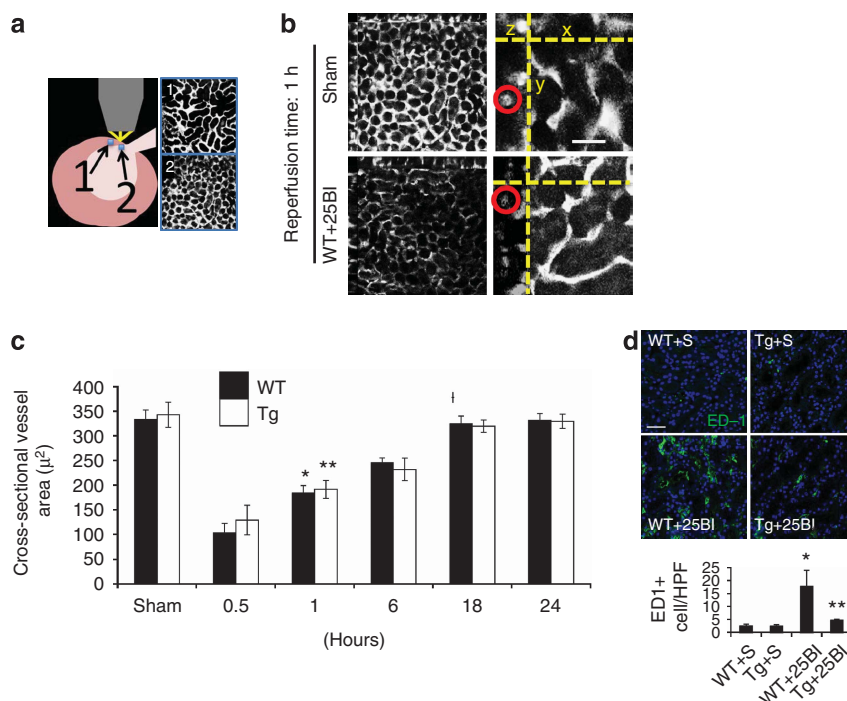 a
1
2
1
2
b
Reperfusion time: 1 h
Sham
WT+25BI
z
x
y
c
Cross-sectional vessel
area (μ²)
400
350
300
250
200
150
100
50
0
WT
Tg
*
**
ƚ
Sham
0.5
1
6
18
24
(Hours)
d
WT+S
Tg+S
ED–1
WT+25BI
Tg+25BI
ED1+
cell/HPF
25
20
15
10
5
0
*
**
WT+S
Tg+S
WT+25BI
Tg+25BI